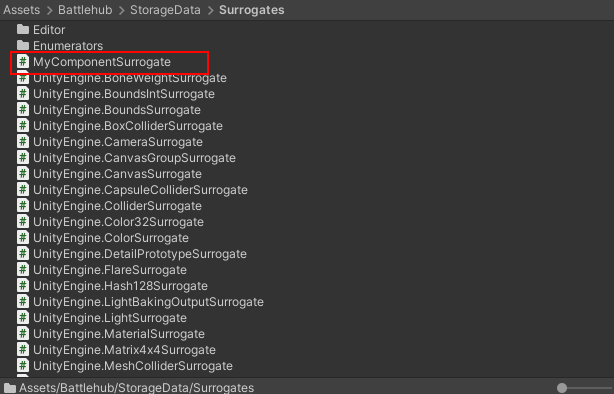 Assets > Battlehub > StorageData > Surrogates
Editor
Enumerators
MyComponentSurrogate
UnityEngine.BoneWeightSurrogate
UnityEngine.BoundsIntSurrogate
UnityEngine.BoundsSurrogate
UnityEngine.BoxColliderSurrogate
UnityEngine.CameraSurrogate
UnityEngine.CanvasGroupSurrogate
UnityEngine.CanvasSurrogate
UnityEngine.CapsuleColliderSurrogate
UnityEngine.ColliderSurrogate
UnityEngine.Color32Surrogate
UnityEngine.ColorSurrogate
UnityEngine.DetailPrototypeSurrogate
UnityEngine.FlareSurrogate
UnityEngine.Hash128Surrogate
UnityEngine.LightBakingOutputSurrogate
UnityEngine.LightSurrogate
UnityEngine.MaterialSurrogate
UnityEngine.Matrix4x4Surrogate
UnityEngine.MeshColliderSurrogate
Assets/Battlehub/StorageData/Surrogates